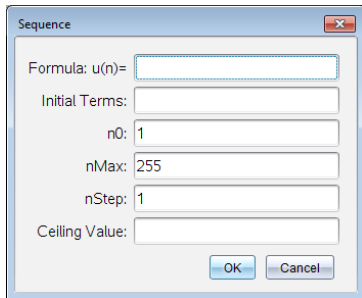 Sequence
Formula: u(n)=
Initial Terms:
n0: 1
nMax: 255
nStep: 1
Ceiling Value:
OK Cancel